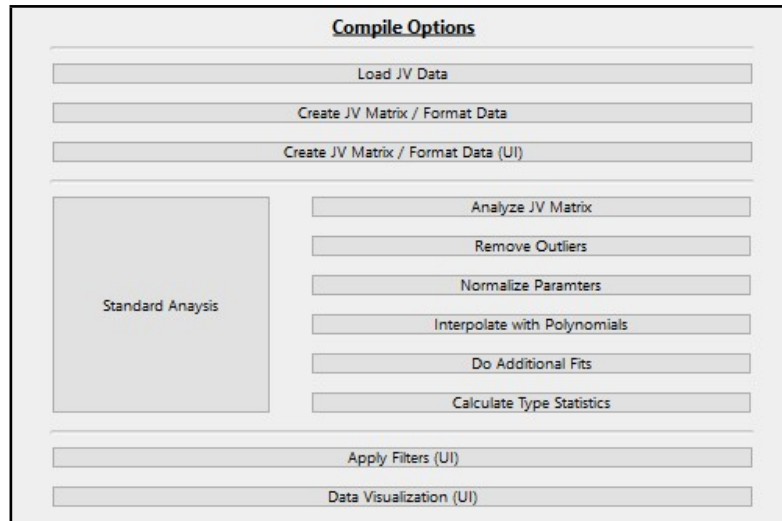 Compile Options
Load JV Data
Create JV Matrix / Format Data
Create JV Matrix / Format Data (UI)
Standard Anaysis
Analyze JV Matrix
Remove Outliers
Normalize Paramters
Interpolate with Polynomials
Do Additional Fits
Calculate Type Statistics
Apply Filters (UI)
Data Visualization (UI)